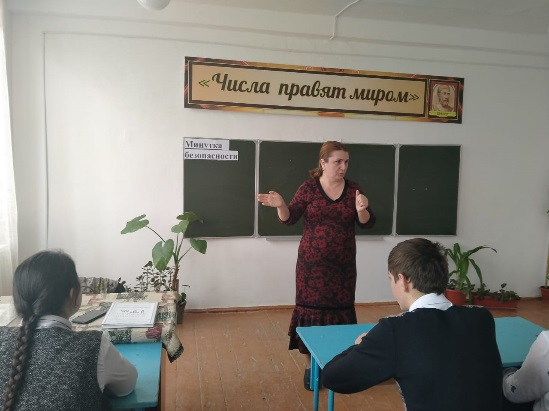 «Числа правят миром»
Минутка
безопасности